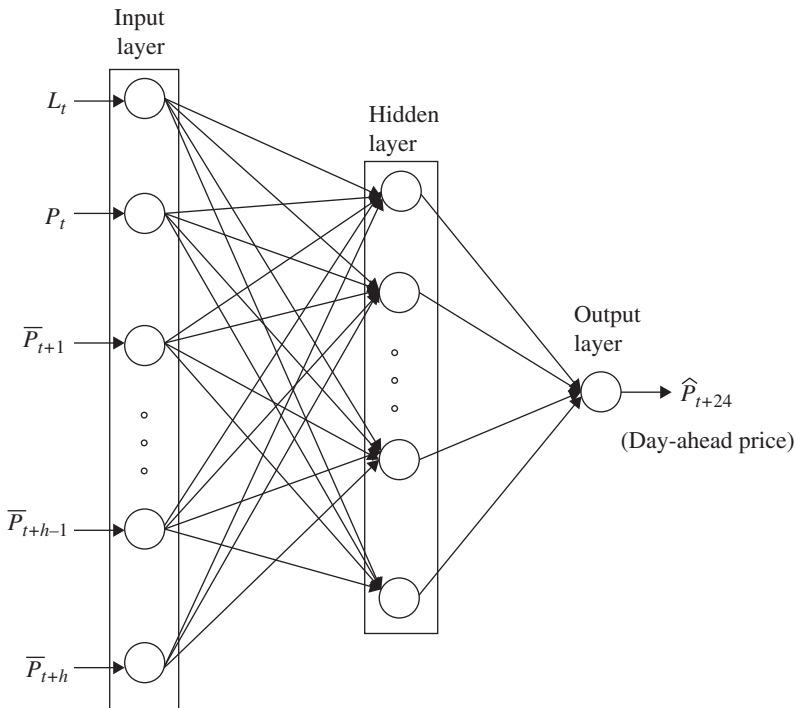 Input
layer
L_t
Hidden
layer
P_t
P̅_{t+1}
Output
layer
P̂_{t+24}
(Day-ahead price)
P̅_{t+h–1}
P̅_{t+h}